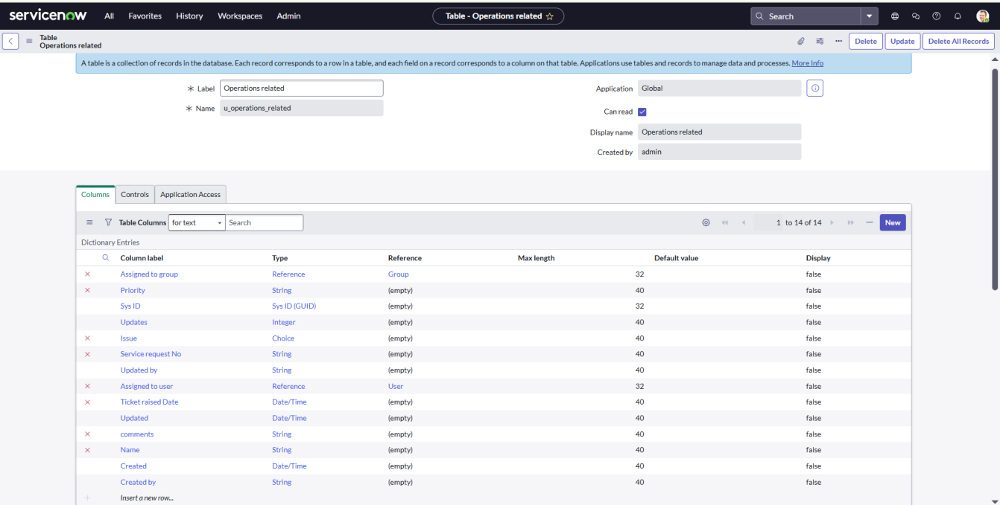 servicenow All Favorites History Workspaces Admin Table - Operations related Search
Table
Operations related
Delete Update Delete All Records
A table is a collection of records in the database. Each record corresponds to a row in a table, and each field on a record corresponds to a column on that table. Applications use tables and records to manage data and processes. More Info
Label Operations related
Name u_operations_related
Application Global
Can read
Display name Operations related
Created by admin
Columns Controls Application Access
Table Columns for text Search 1 to 14 of 14 New
Dictionary Entries
Column label Type Reference Max length Default value Display
Assigned to group Reference Group 32 false
Priority String (empty) 40 false
Sys ID Sys ID (GUID) (empty) 32 false
Updates Integer (empty) 40 false
Issue Choice (empty) 40 false
Service request No String (empty) 40 false
Updated by String (empty) 40 false
Assigned to user Reference User 32 false
Ticket raised Date Date/Time (empty) 40 false
Updated Date/Time (empty) 40 false
comments String (empty) 40 false
Name String (empty) 40 false
Created Date/Time (empty) 40 false
Created by String (empty) 40 false
Insert a new row...